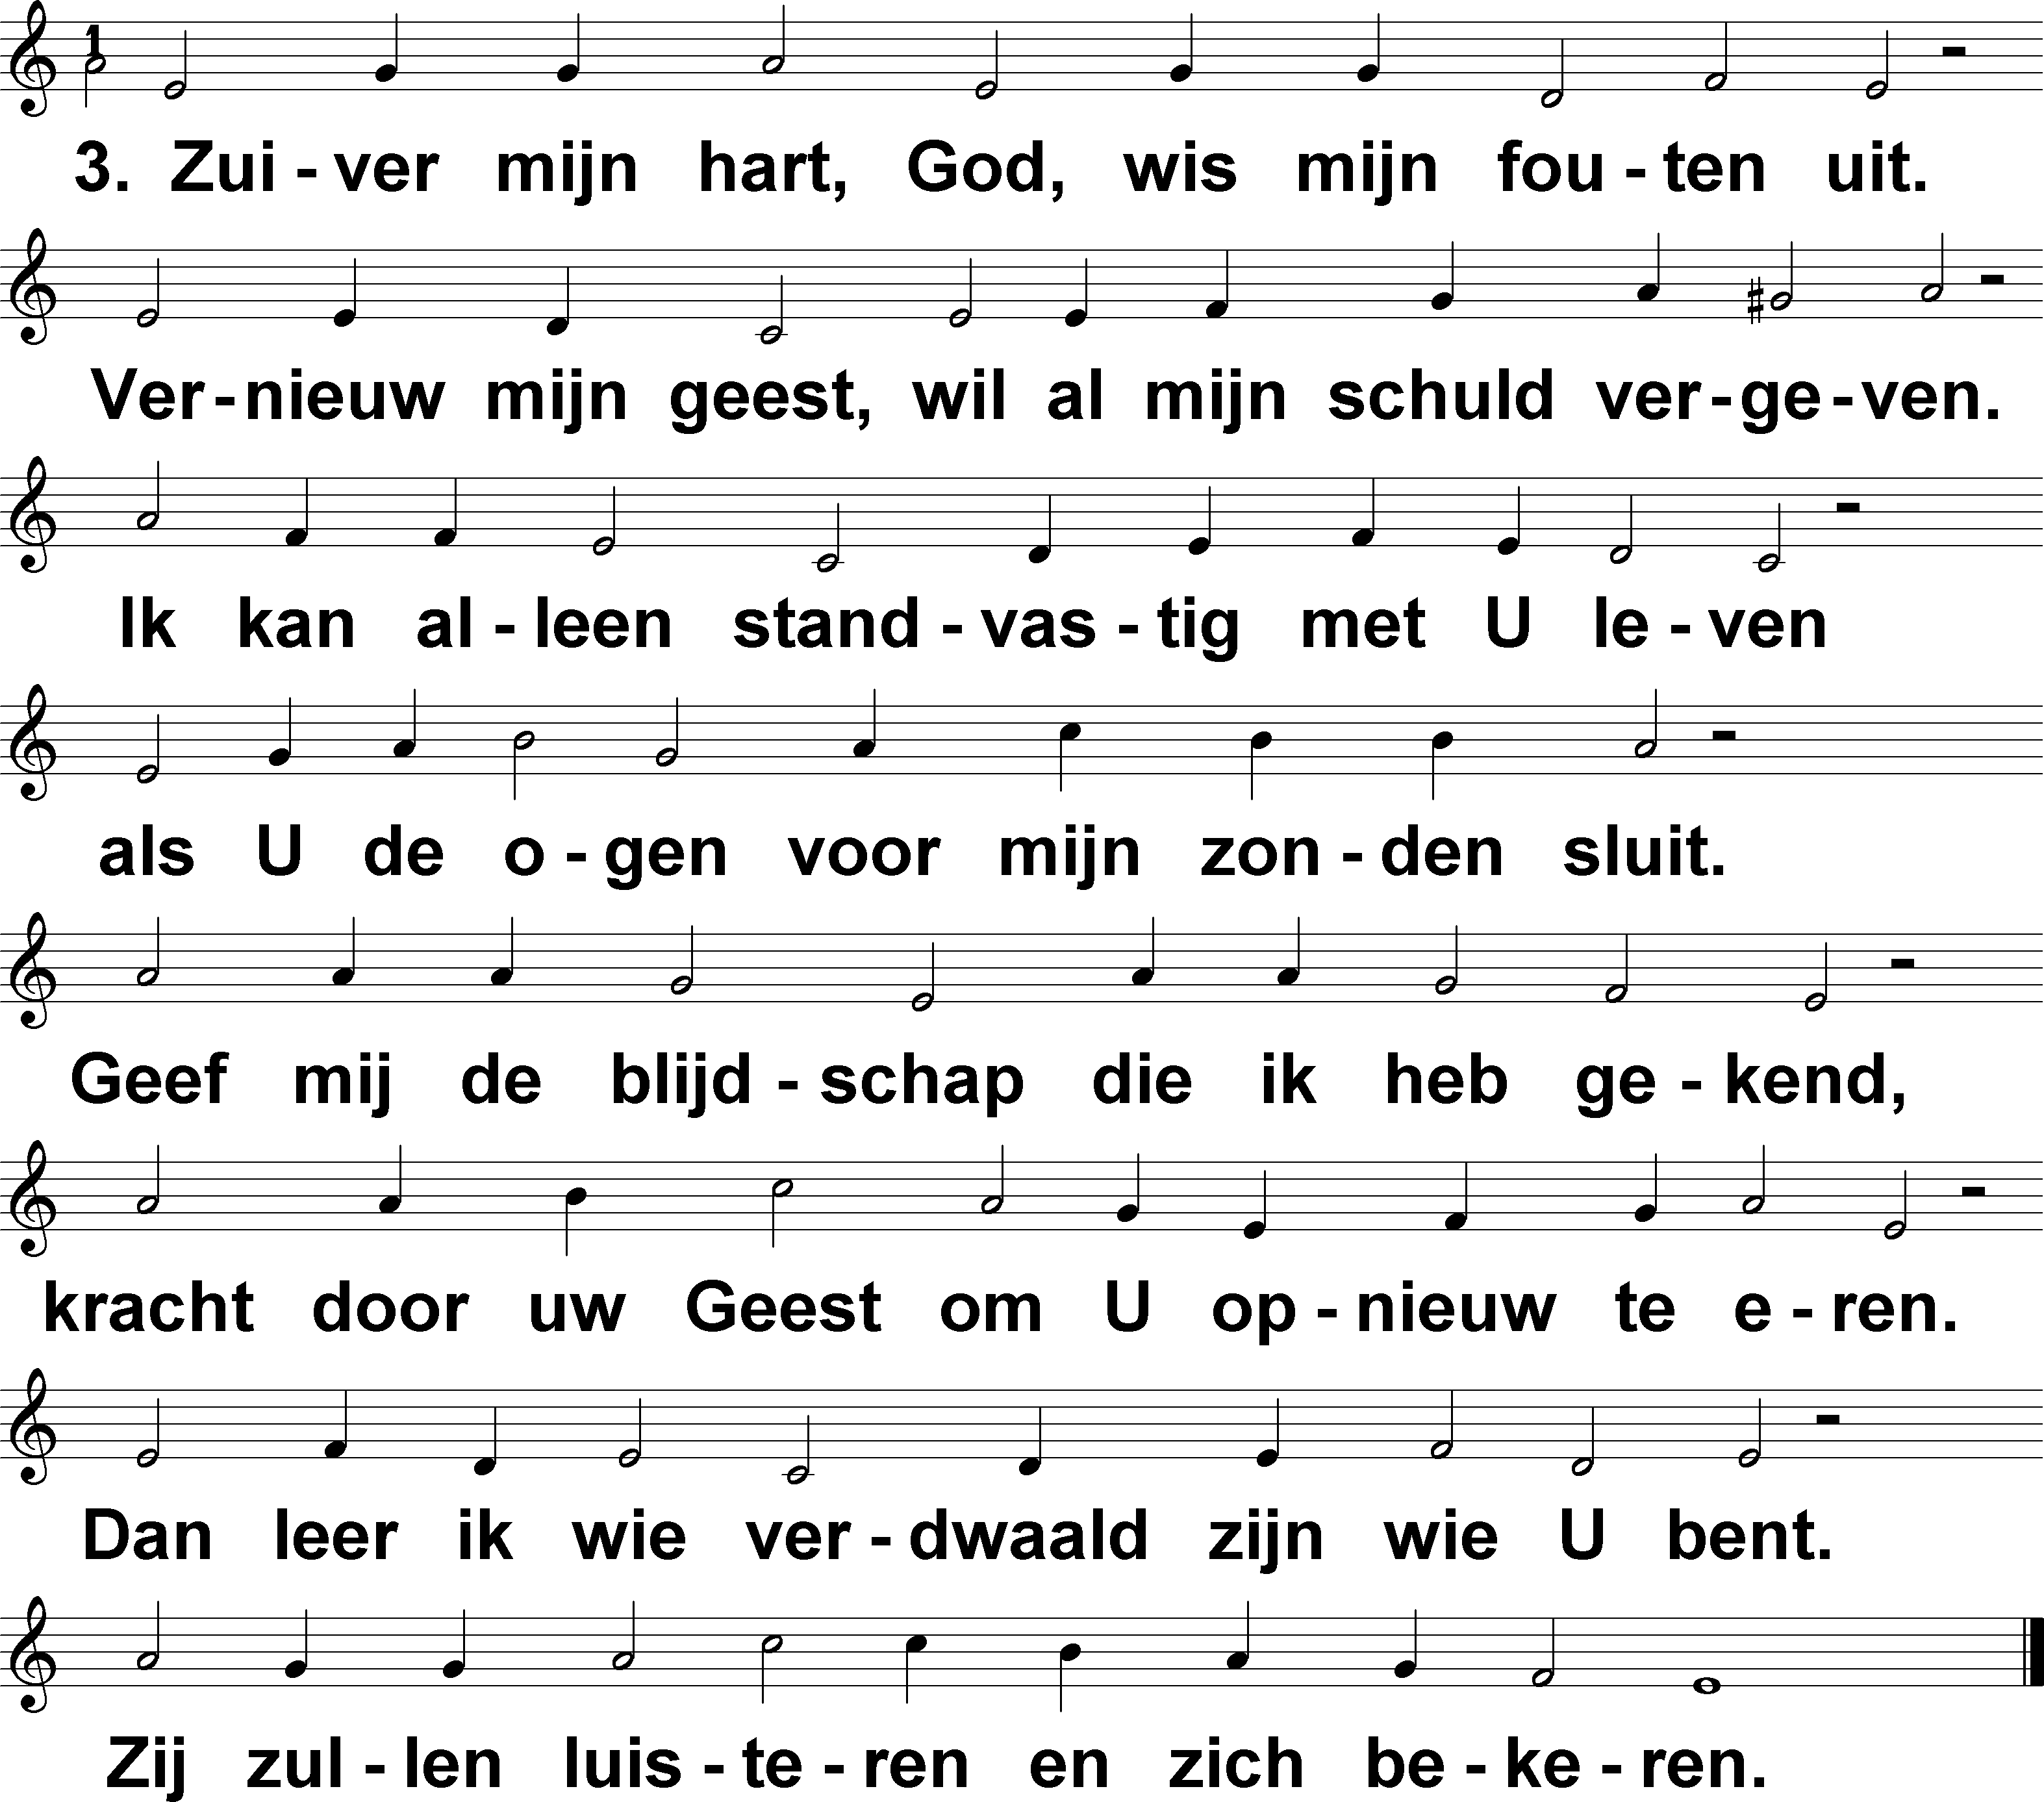 1
3. Zui - ver mijn hart, God, wis mijn fou - ten uit.
Ver - nieuw mijn geest, wil al mijn schuld ver - ge - ven.
Ik kan al - leen stand - vas - tig met U le - ven
als U de o - gen voor mijn zon - den sluit.
Geef mij de blijd - schap die ik heb ge - kend,
kracht door uw Geest om U op - nieuw te e - ren.
Dan leer ik wie ver - dwaald zijn wie U bent.
Zij zul - len luis - te - ren en zich be - ke - ren.